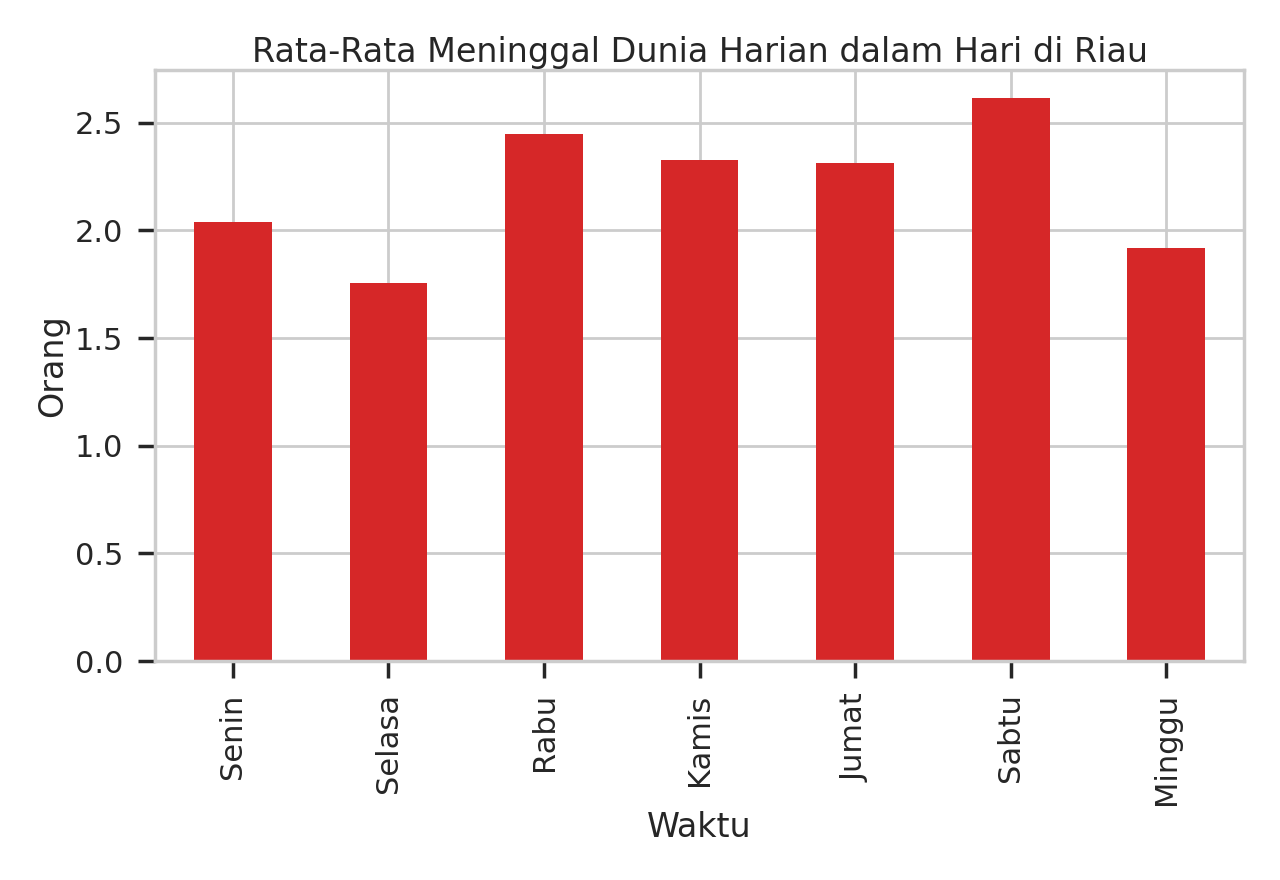 Rata-Rata Meninggal Dunia Harian dalam Hari di Riau
Orang
2.5
2.0
1.5
1.0
0.5
0.0
Senin
Selasa
Rabu
Kamis
Jumat
Sabtu
Minggu
Waktu